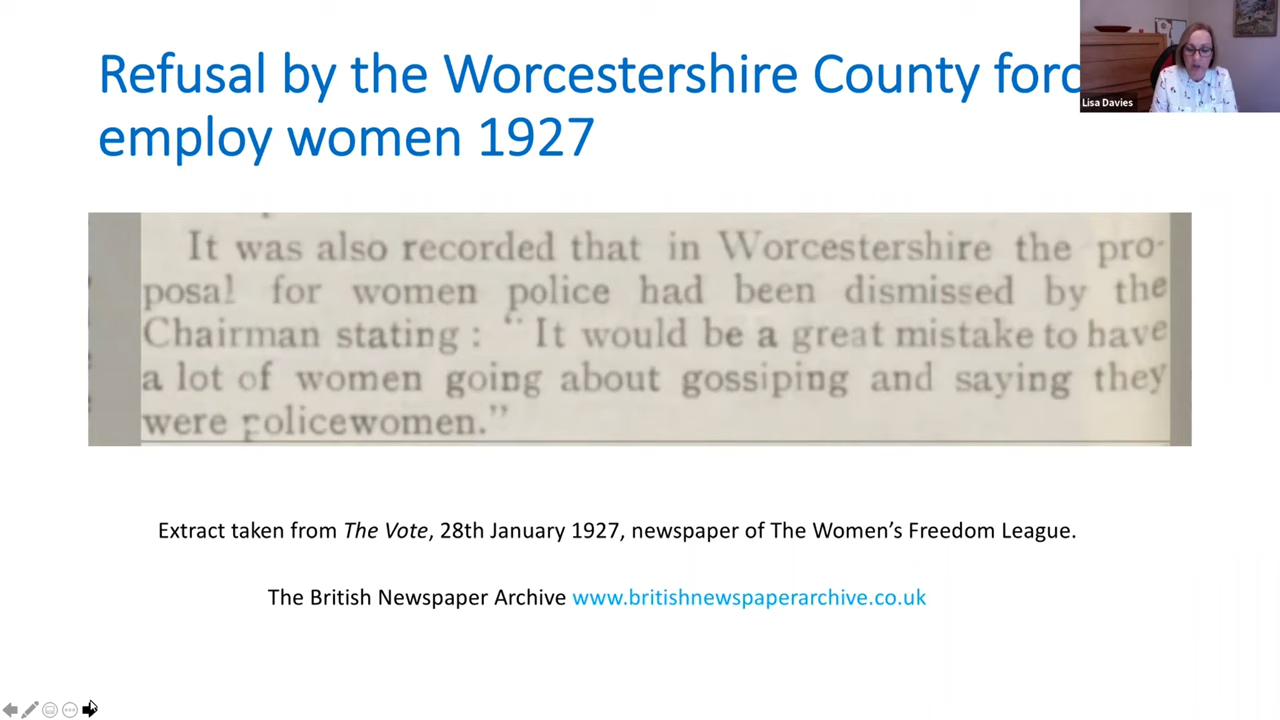 Refusal by the Worcestershire County
employ women 1927
Lisa Davies
It was also recorded that in Worcestershire the pro-
posal for women police had been dismissed by the
Chairman stating : “ It would be a great mistake to have
a lot of women going about gossiping and saying they
were policewomen.”
Extract taken from The Vote, 28th January 1927, newspaper of The Women’s Freedom League.
The British Newspaper Archive www.britishnewspaperarchive.co.uk